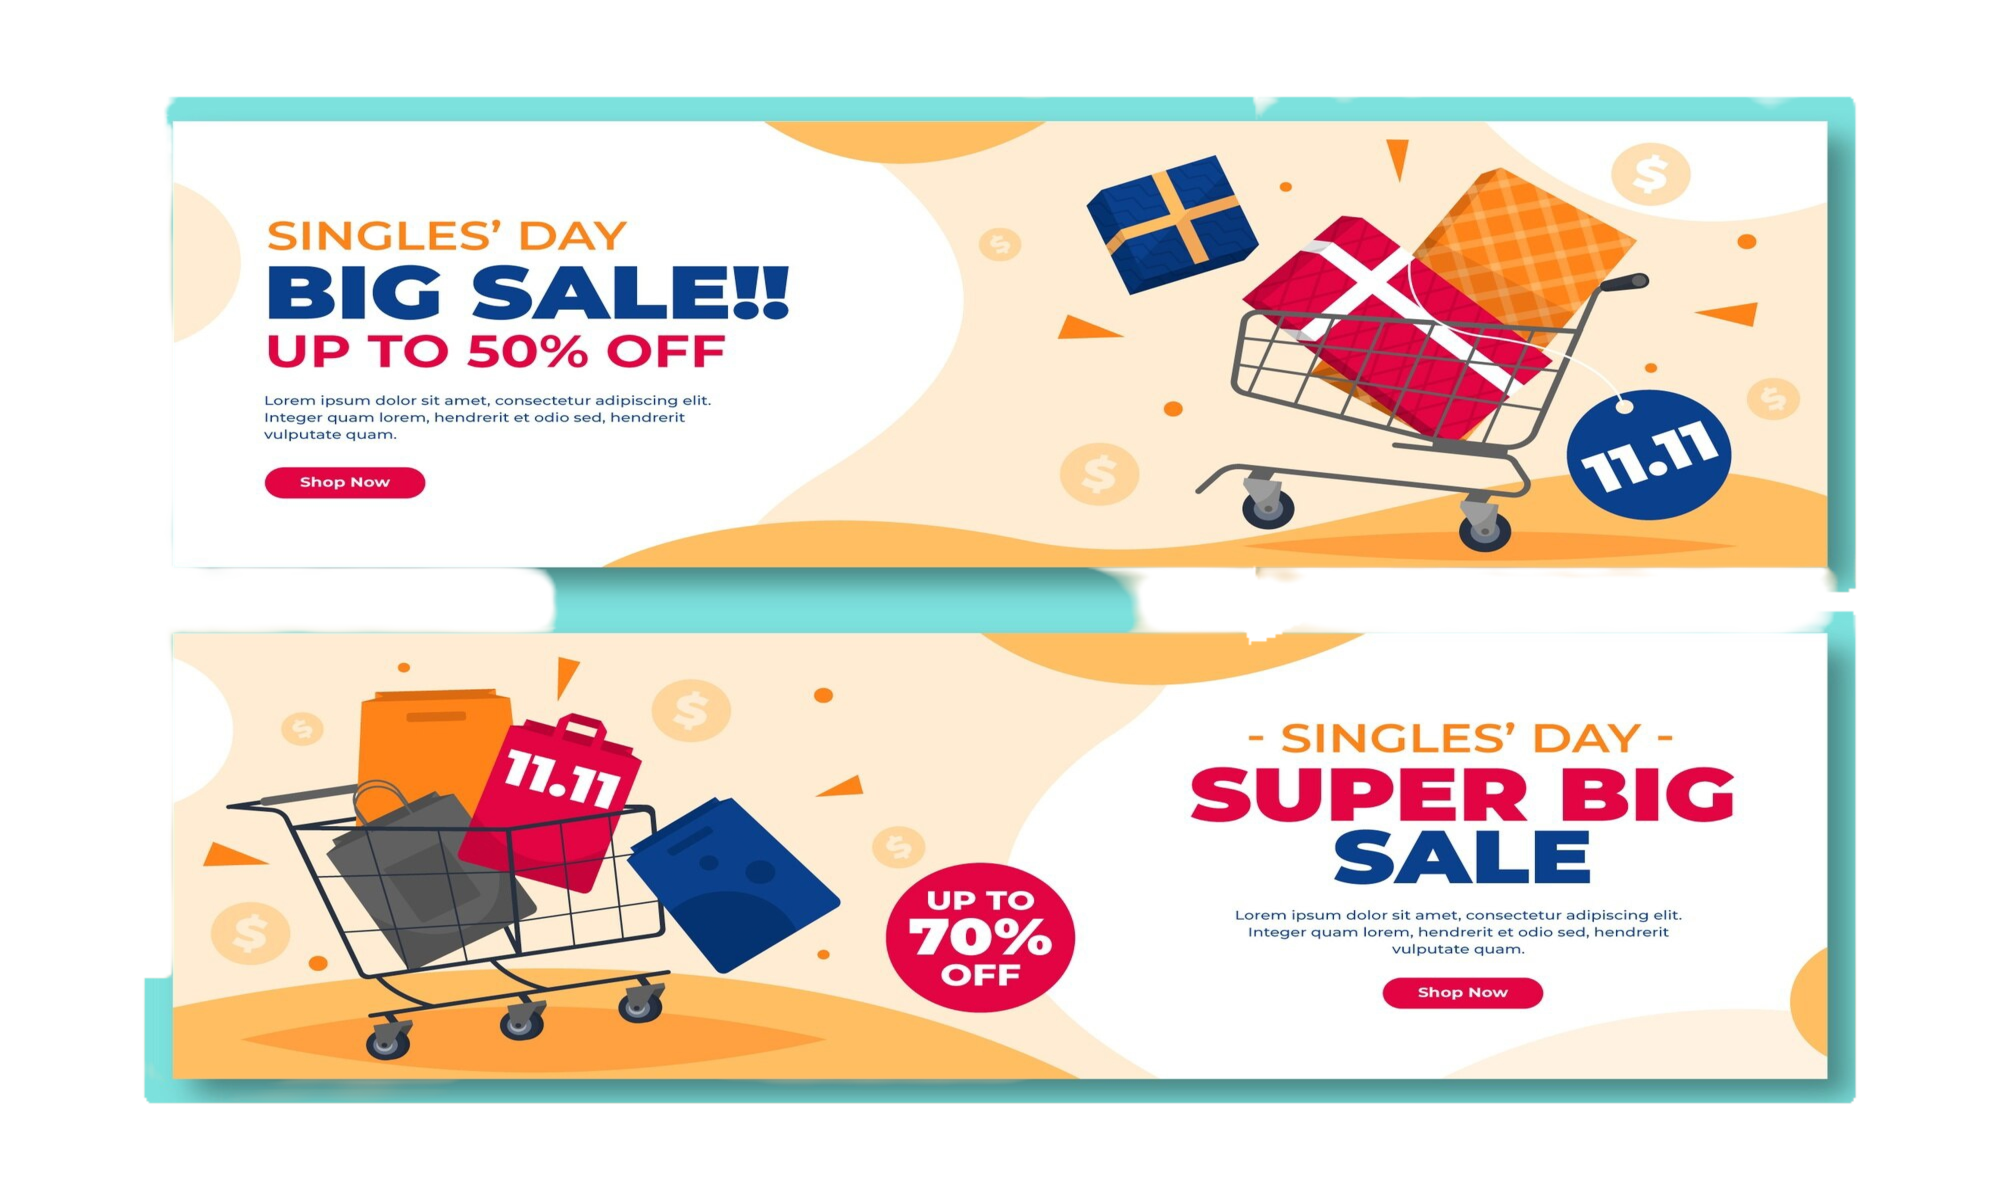 SINGLES’ DAY
BIG SALE!!
UP TO 50% OFF
Lorem ipsum dolor sit amet, consectetur adipiscing elit.
Integer quam lorem, hendrerit et odio sed, hendrerit
vulputate quam.
Shop Now
11.11
11.11
UP TO
70%
OFF
- SINGLES’ DAY -
SUPER BIG
SALE
Lorem ipsum dolor sit amet, consectetur adipiscing elit.
Integer quam lorem, hendrerit et odio sed, hendrerit
vulputate quam.
Shop Now